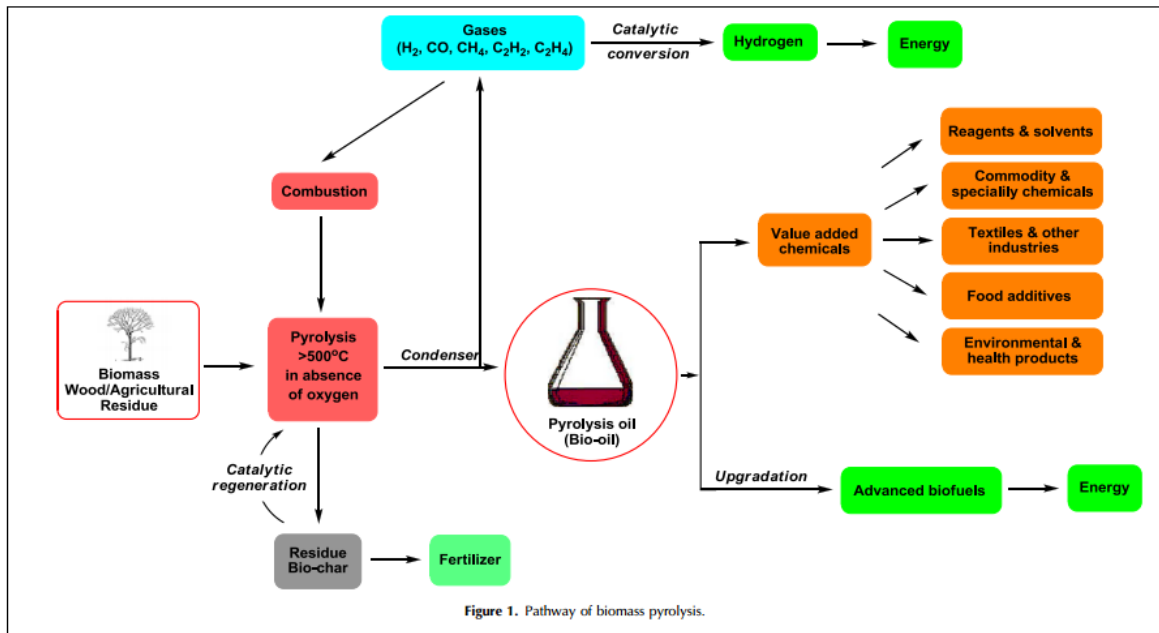 Gases
(H₂, CO, CH₄, C₂H₂, C₂H₄)
Catalytic
conversion
Hydrogen
Energy
Combustion
Reagents & solvents
Commodity &
specialily chemicals
Value added
chemicals
Textiles & other
industries
Food additives
Environmental &
health products
Biomass
Wood/Agricultural
Residue
Pyrolysis
>500°C
in absence
of oxygen
Condenser
Pyrolysis oil
(Bio-oil)
Catalytic
regeneration
Upgradation
Advanced biofuels
Energy
Residue
Bio-char
Fertilizer
Figure 1. Pathway of biomass pyrolysis.